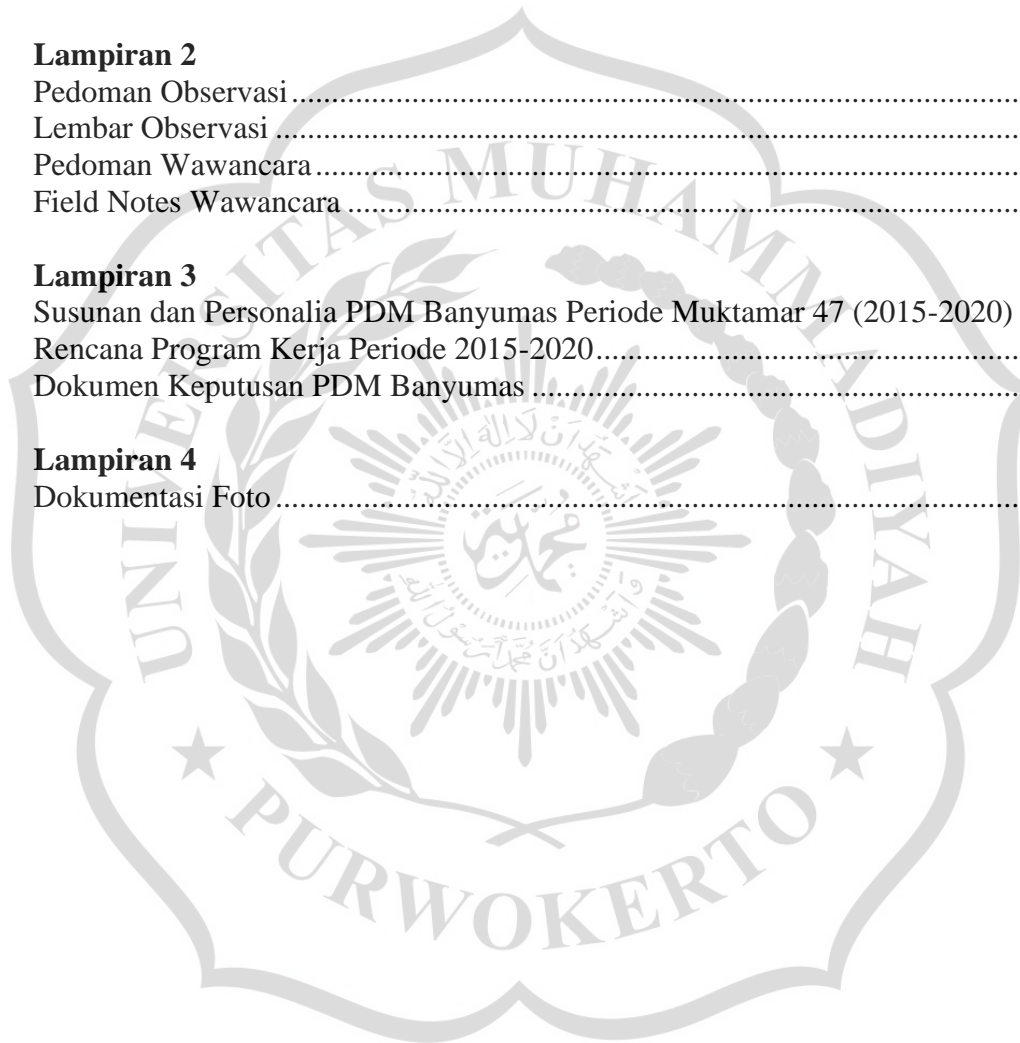 Lampiran 2
Pedoman Observasi ..........................................................................
Lembar Observasi ............................................................................
Pedoman Wawancara ........................................................................
Field Notes Wawancara ....................................................................

Lampiran 3
Susunan dan Personalia PDM Banyumas Periode Muktamar 47 (2015-2020)
Rencana Program Kerja Periode 2015-2020 .............................................
Dokumen Keputusan PDM Banyumas ....................................................

Lampiran 4
Dokumentasi Foto ............................................................................
UNIVERSITAS MUHAMMADIYAH
PURWOKERTO